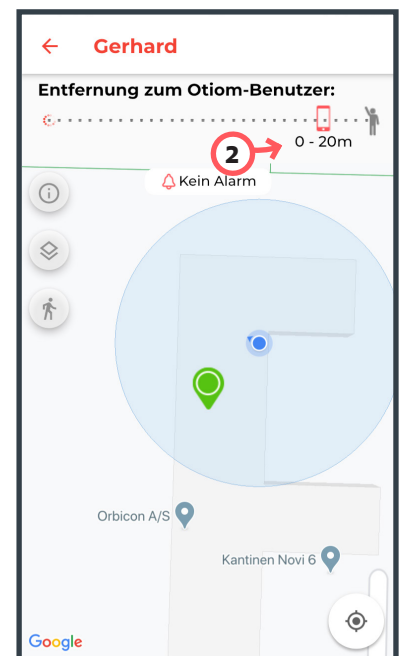 Gerhard
Entfernung zum Otiom-Benutzer:
2
0 - 20m
Kein Alarm
Orbicon A/S
Kantinen Novi 6
Google